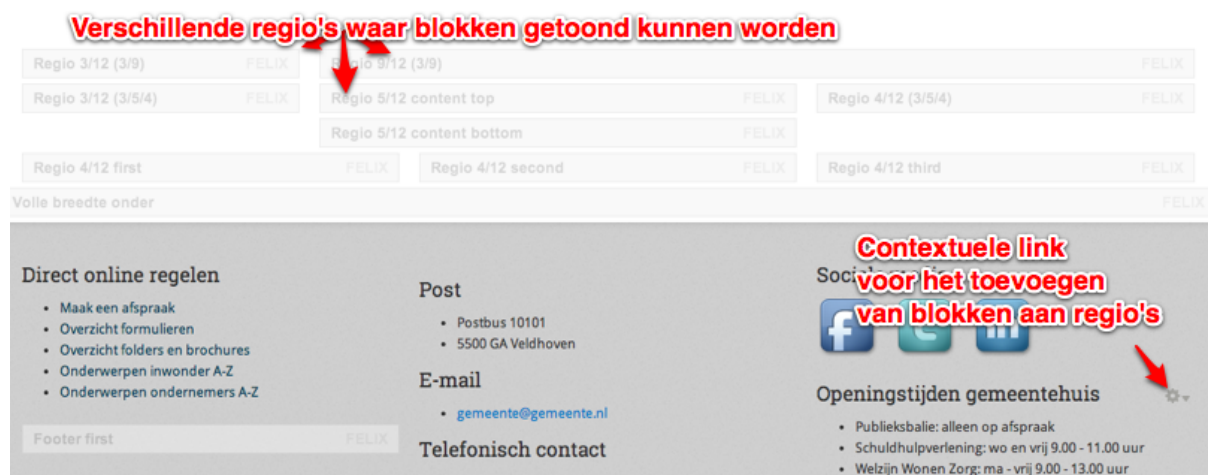 Verschillende regio's waar blokken getoond kunnen worden
Regio 3/12 (3/9) FELIX
Regio 9/12 (3/9) FELIX
Regio 3/12 (3/5/4) FELIX
Regio 5/12 content top FELIX
Regio 4/12 (3/5/4) FELIX
Regio 5/12 content bottom FELIX
Regio 4/12 first FELIX
Regio 4/12 second FELIX
Regio 4/12 third FELIX
Volle breedte onder FELIX
Direct online regelen
• Maak een afspraak
• Overzicht formulieren
• Overzicht folders en brochures
• Onderwerpen inwonder A-Z
• Onderwerpen ondernemers A-Z
Footer first FELIX
Post
• Postbus 10101
• 5500 GA Veldhoven
E-mail
• gemeente@gemeente.nl
Telefonisch contact
Contextuele link
voor het toevoegen
van blokken aan regio's
Openingstijden gemeentehuis
• Publieksbalie: alleen op afspraak
• Schuldhulpverlening: wo en vrij 9.00 - 11.00 uur
• Welzijn Wonen Zorg: ma - vrij 9.00 - 13.00 uur